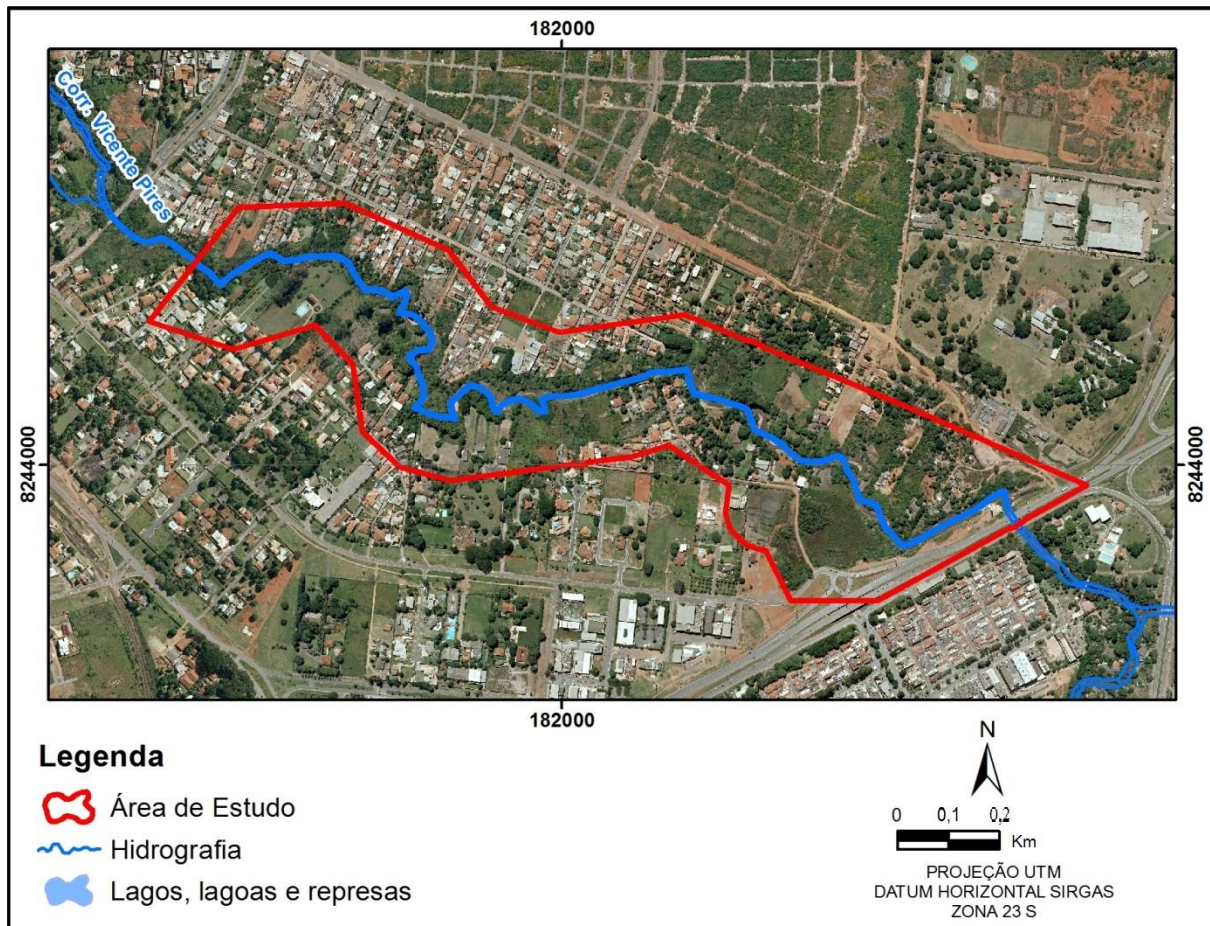 182000
Corr. Vicente Pires
8244000
8244000
182000
Legenda
Área de Estudo
Hidrografia
Lagos, lagoas e represas
N
0 0,1 0,2
Km
PROJEÇÃO UTM
DATUM HORIZONTAL SIRGAS
ZONA 23 S